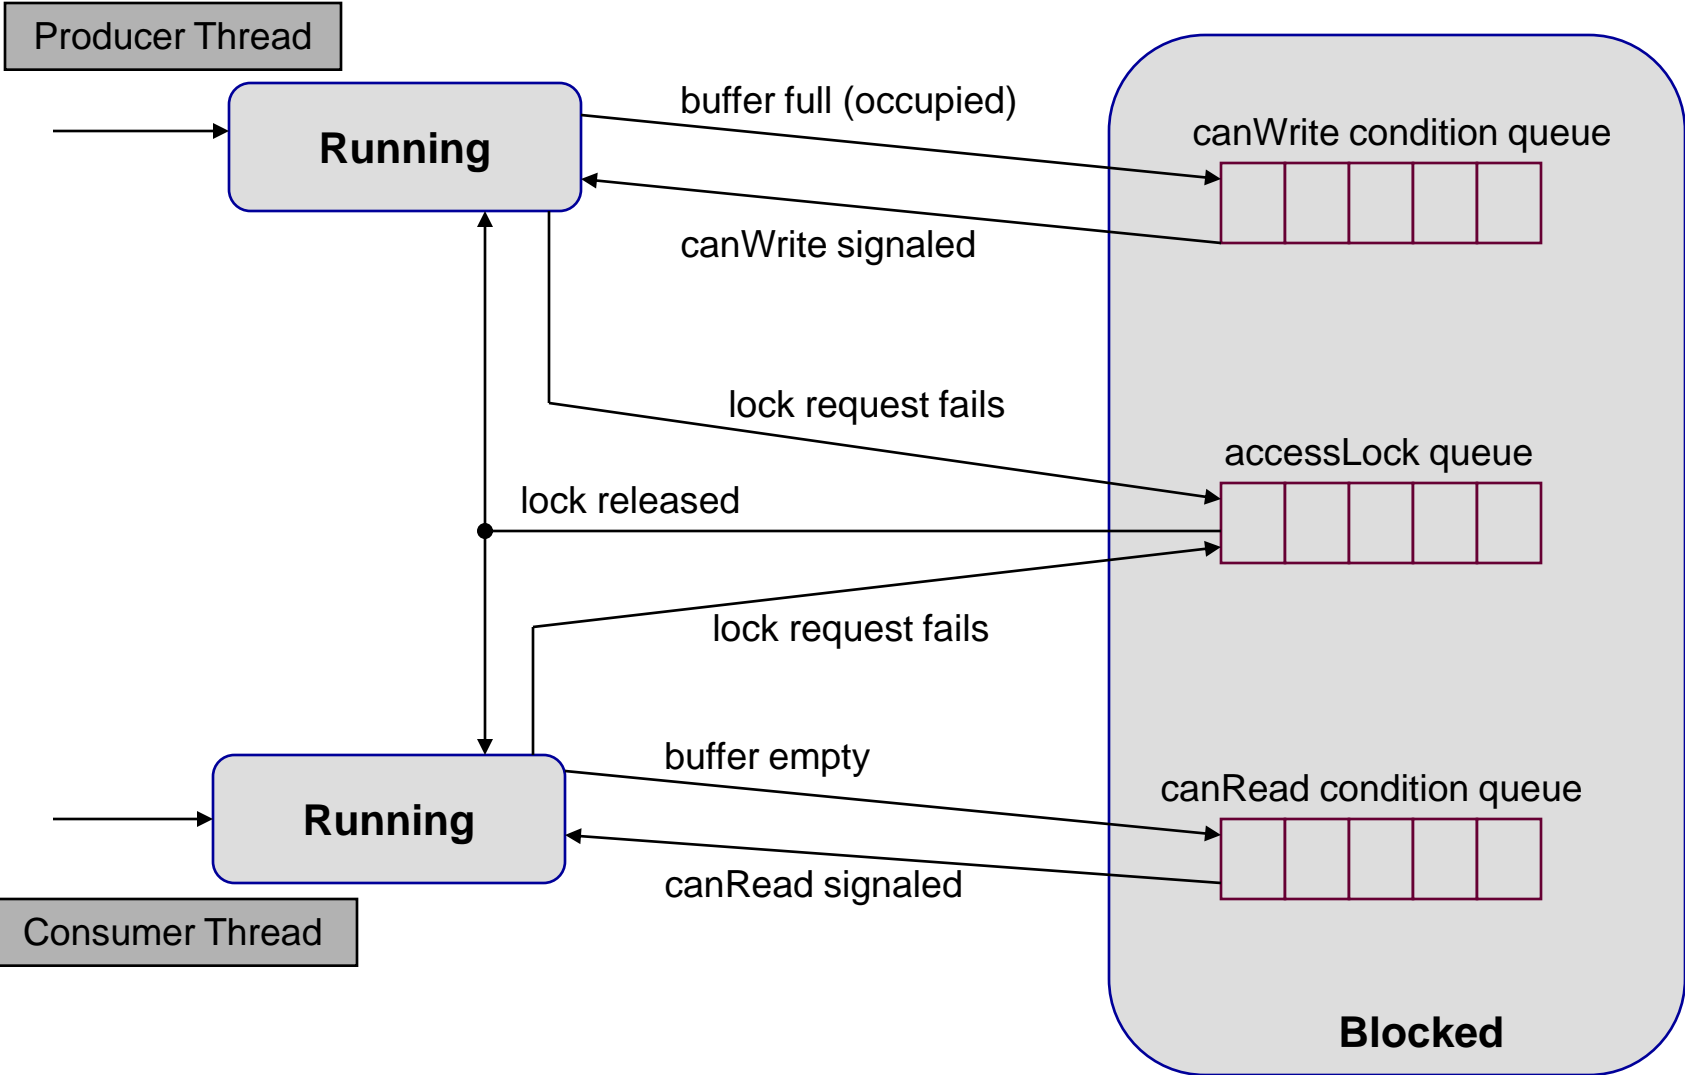 Producer Thread
Running
buffer full (occupied)
canWrite condition queue
canWrite signaled
lock request fails
accessLock queue
lock released
lock request fails
buffer empty
canRead condition queue
Running
canRead signaled
Consumer Thread
Blocked